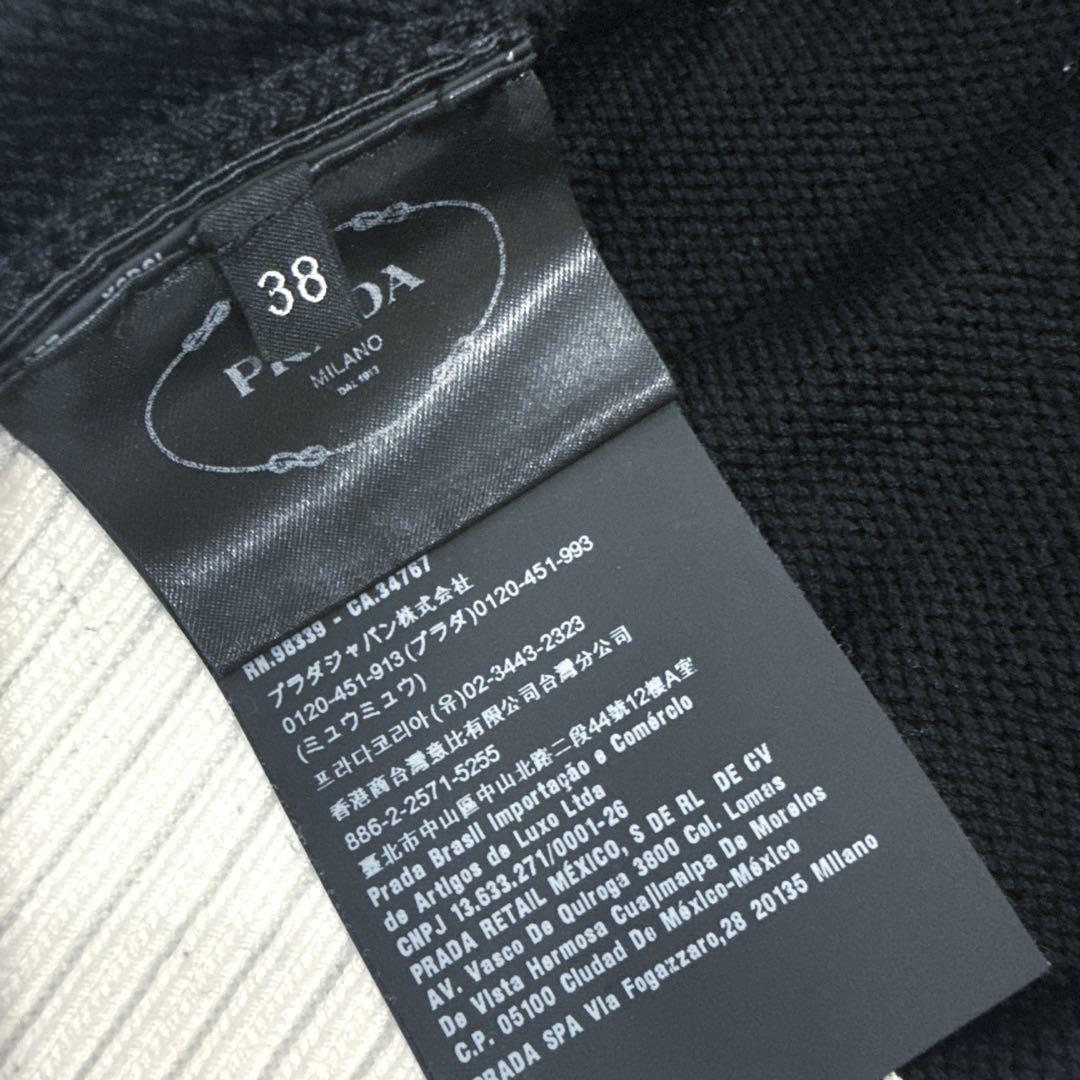 38
PRADA
MILANO
DAL 1913
RN.98339 - CA.34767
プラダジャパン株式会社
0120-451-913(プラダ)0120-451-993
(ミュウミュウ)
프라다코리아(유)02-3443-2323
香港商台灣意比有限公司台灣分公司
886-2-2571-5255
臺北市中山區中山北路二段44號12樓A室
Prada Brasil Importação e Comércio
de Artigos de Luxo Ltda
CNPJ 13.633.271/0001-26
PRADA RETAIL MÉXICO, S DE RL DE CV
AV. Vasco De Quiroga 3800 Col. Lomas
De Vista Hermosa Cuajimalpa De Morelos
C.P. 05100 Ciudad De México-México
PRADA SPA Via Fogazzaro,28 20135 Milano